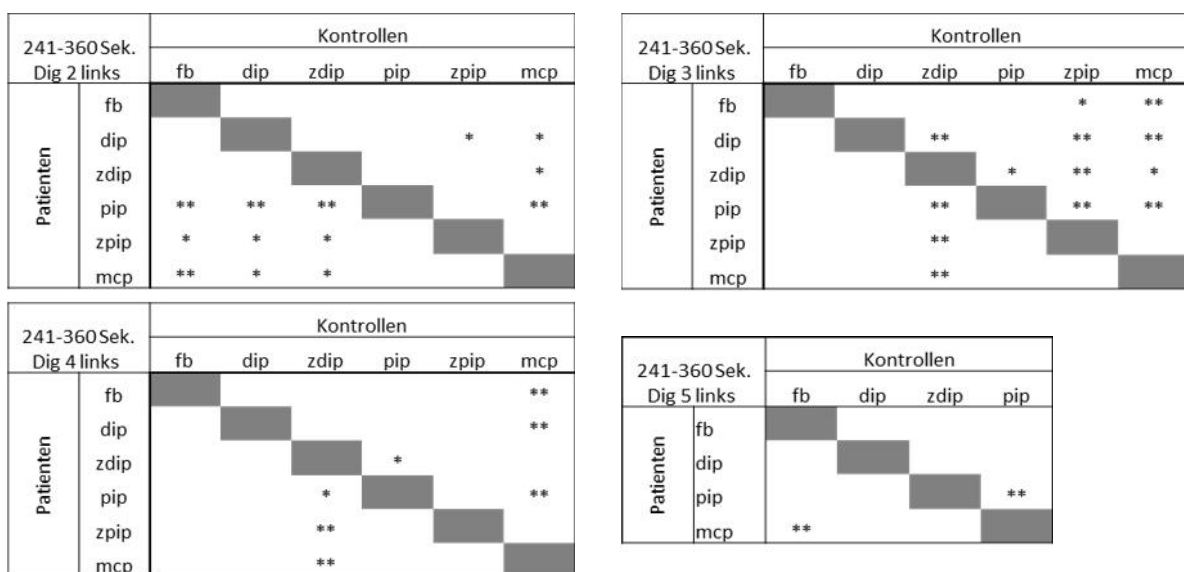 241-360 Sek.
Dig 2 links
Kontrollen
fb dip zdip pip zpip mcp
Patienten
fb
dip * *
zdip *
pip ** ** ** **
zpip * * *
mcp ** * *
241-360 Sek.
Dig 3 links
Kontrollen
fb dip zdip pip zpip mcp
Patienten
fb * **
dip ** ** **
zdip * ** *
pip ** ** **
zpip **
mcp **
241-360 Sek.
Dig 4 links
Kontrollen
fb dip zdip pip zpip mcp
Patienten
fb **
dip **
zdip *
pip * **
zpip **
mcp **
241-360 Sek.
Dig 5 links
Kontrollen
fb dip zdip pip
Patienten
fb
dip
pip **
mcp **